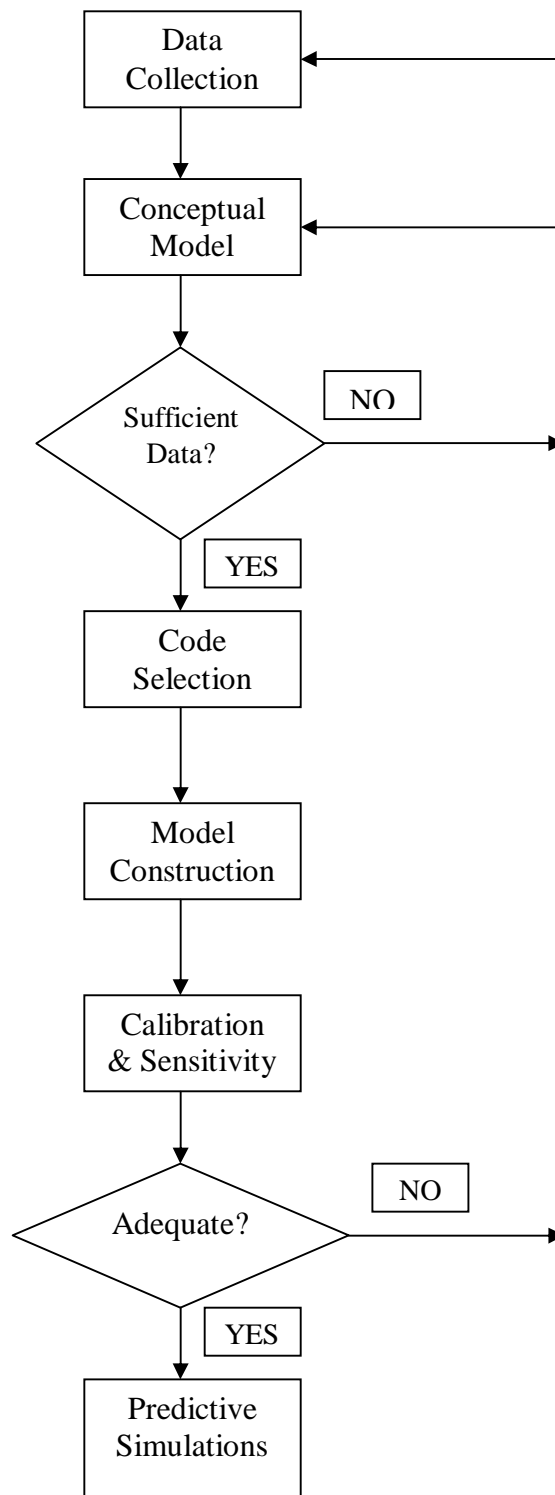 Data
Collection
Conceptual
Model
Sufficient
Data?
NO
YES
Code
Selection
Model
Construction
Calibration
& Sensitivity
Adequate?
NO
YES
Predictive
Simulations